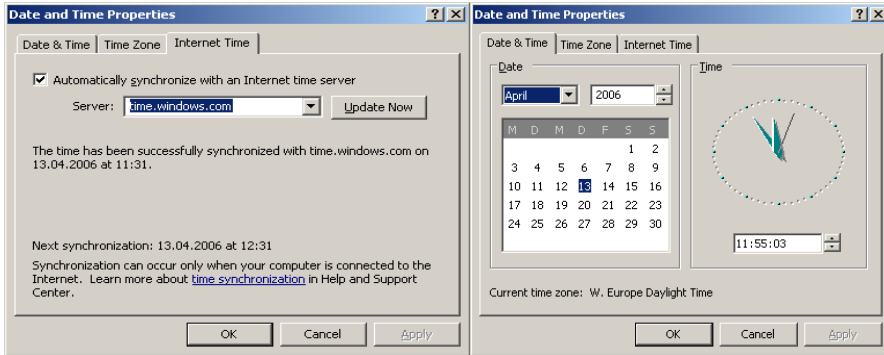 Date and Time Properties
Date & Time Time Zone Internet Time
Automatically synchronize with an Internet time server
Server: time.windows.com Update Now
The time has been successfully synchronized with time.windows.com on
13.04.2006 at 11:31.
Next synchronization: 13.04.2006 at 12:31
Synchronization can occur only when your computer is connected to the
Internet. Learn more about time synchronization in Help and Support
Center.
OK Cancel Apply
Date and Time Properties
Date & Time Time Zone Internet Time
Date
April 2006
M D M D F S S
1 2
3 4 5 6 7 8 9
10 11 12 13 14 15 16
17 18 19 20 21 22 23
24 25 26 27 28 29 30
Time
11:55:03
Current time zone: W. Europe Daylight Time
OK Cancel Apply